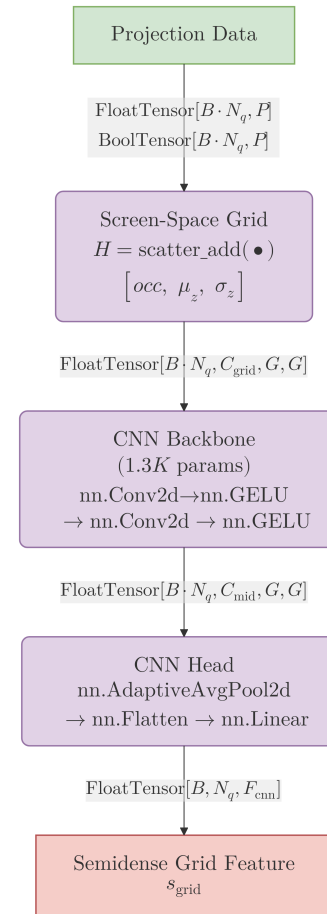 Projection Data
FloatTensor[B · N_q, P]
BoolTensor[B · N_q, P]
Screen-Space Grid
H = scatter_add(•)
[occ, μ_z, σ_z]
FloatTensor[B · N_q, C_grid, G, G]
CNN Backbone
(1.3K params)
nn.Conv2d→nn.GELU
→ nn.Conv2d → nn.GELU
FloatTensor[B · N_q, C_mid, G, G]
CNN Head
nn.AdaptiveAvgPool2d
→ nn.Flatten → nn.Linear
FloatTensor[B, N_q, F_cnn]
Semidense Grid Feature
s_grid